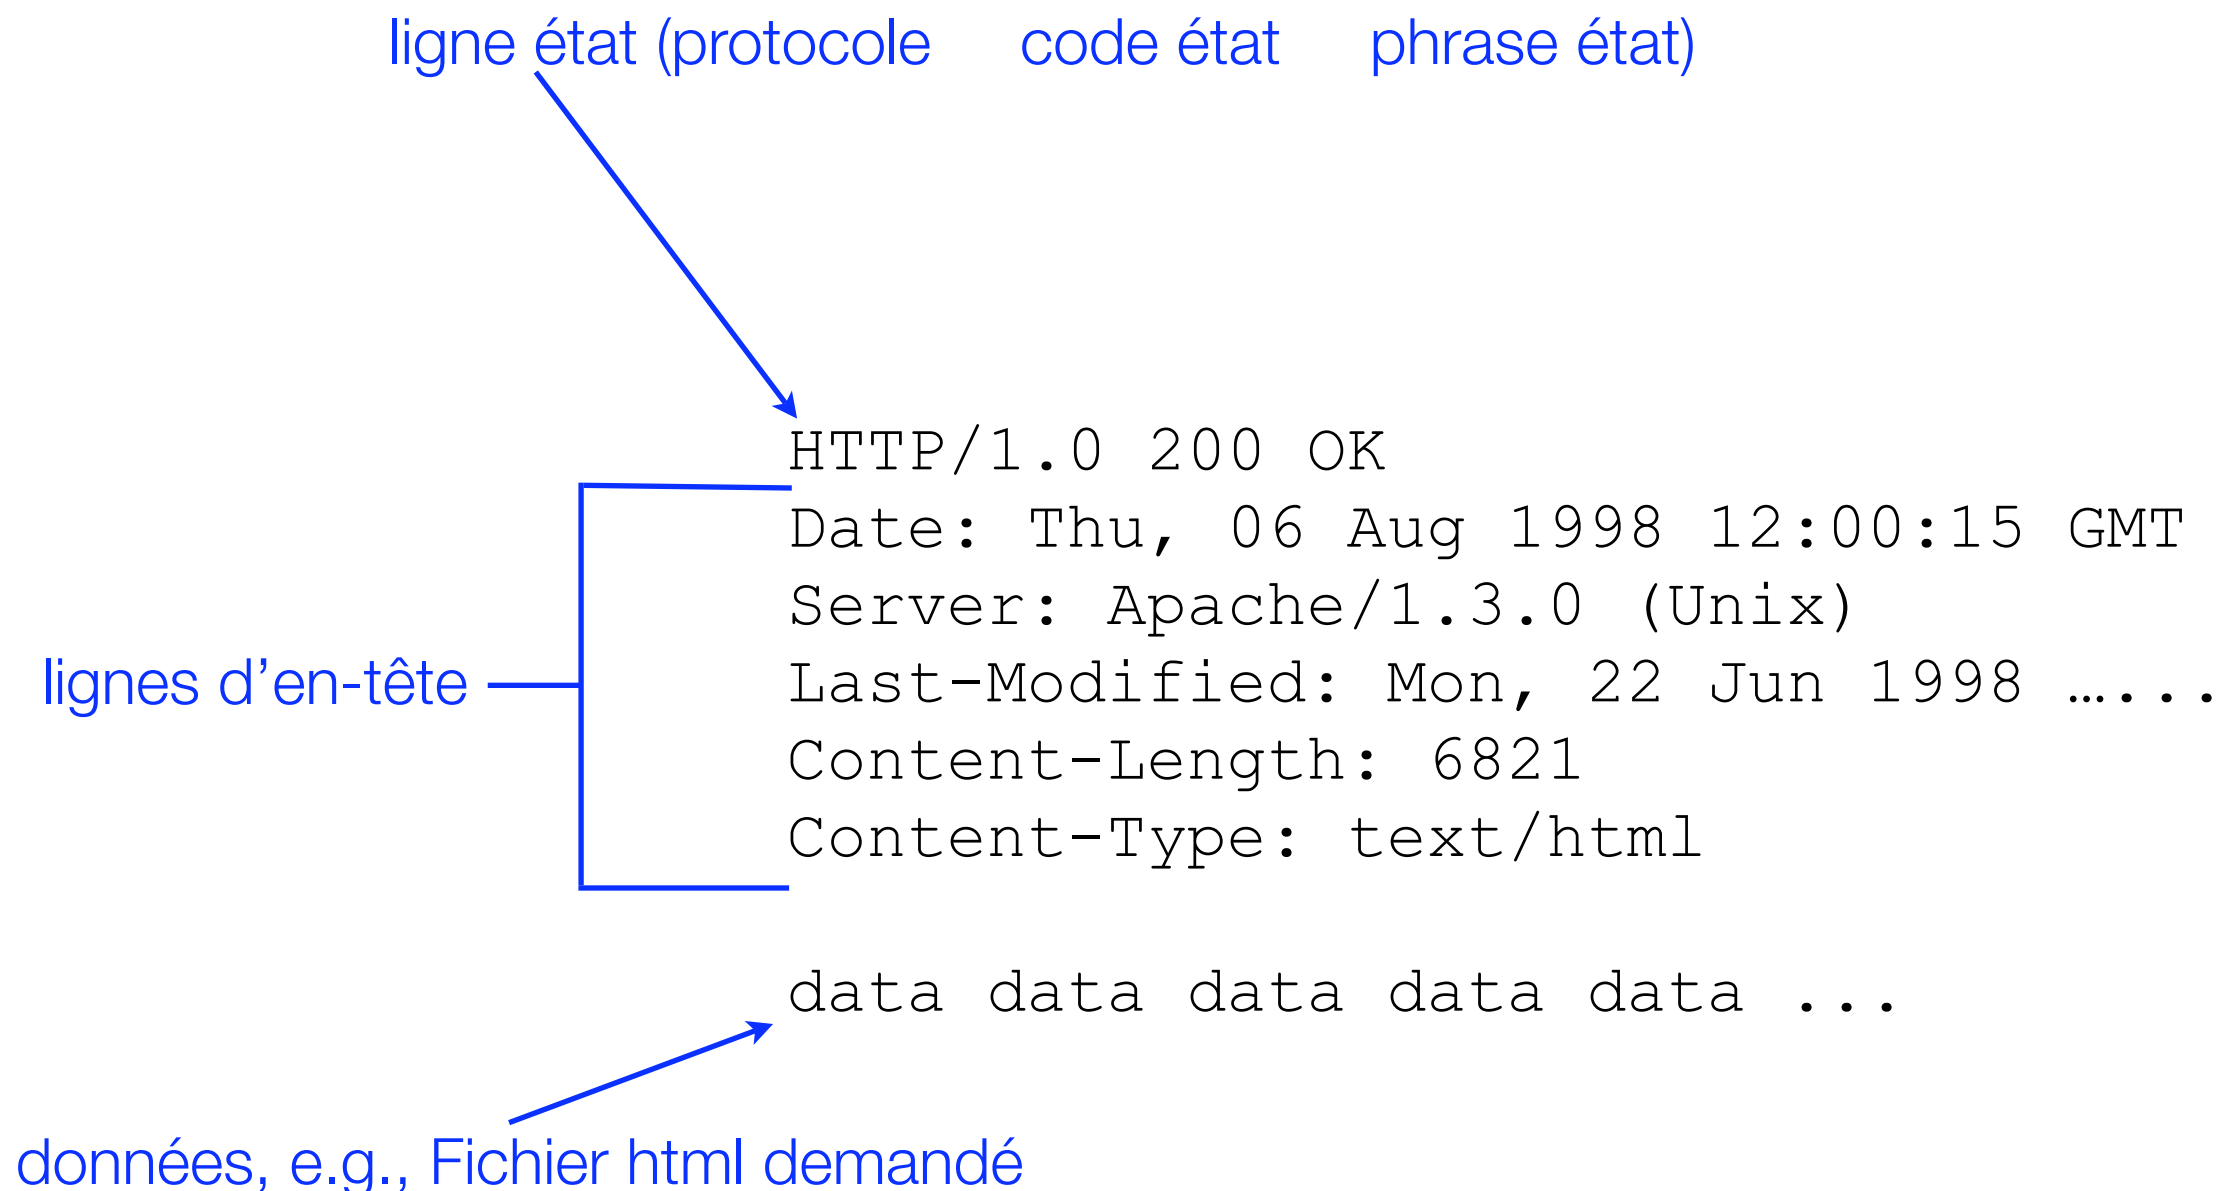 ligne état (protocole code état phrase état)
HTTP/1.0 200 OK
Date: Thu, 06 Aug 1998 12:00:15 GMT
Server: Apache/1.3.0 (Unix)
lignes d’en-tête
Last-Modified: Mon, 22 Jun 1998 …...
Content-Length: 6821
Content-Type: text/html
data data data data data ...
données, e.g., Fichier html demandé